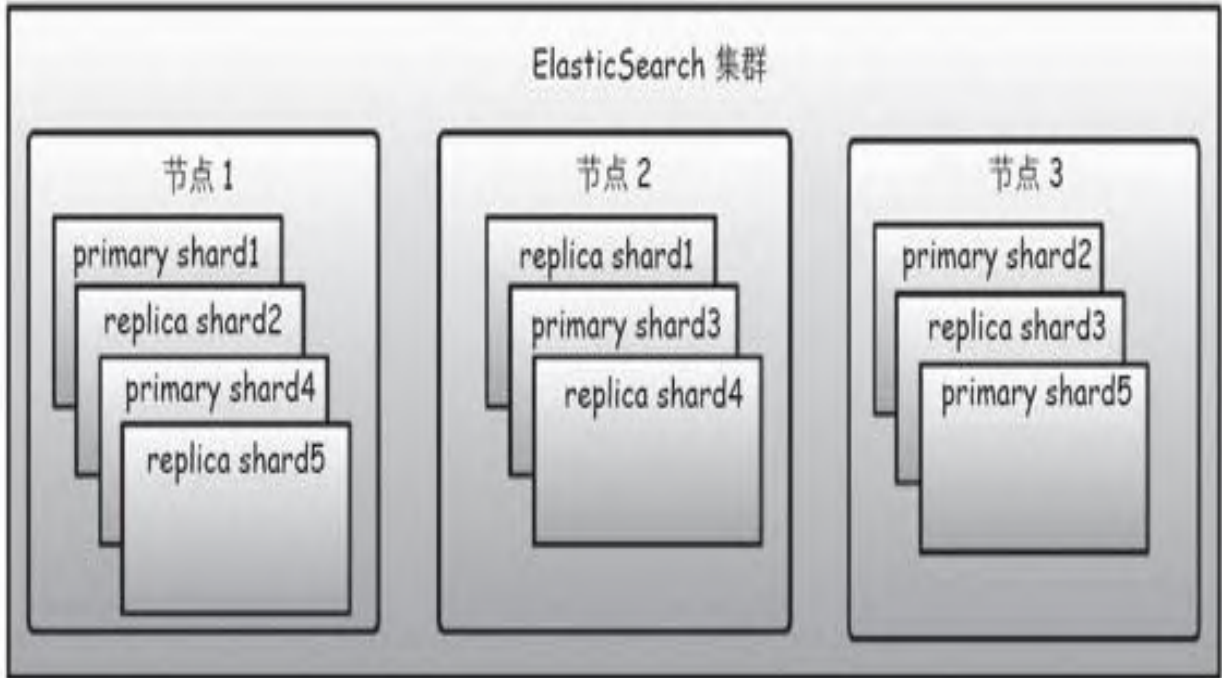 ElasticSearch 集群
节点 1
primary shard1
replica shard2
primary shard4
replica shard5
节点 2
replica shard1
primary shard3
replica shard4
节点 3
primary shard2
replica shard3
primary shard5